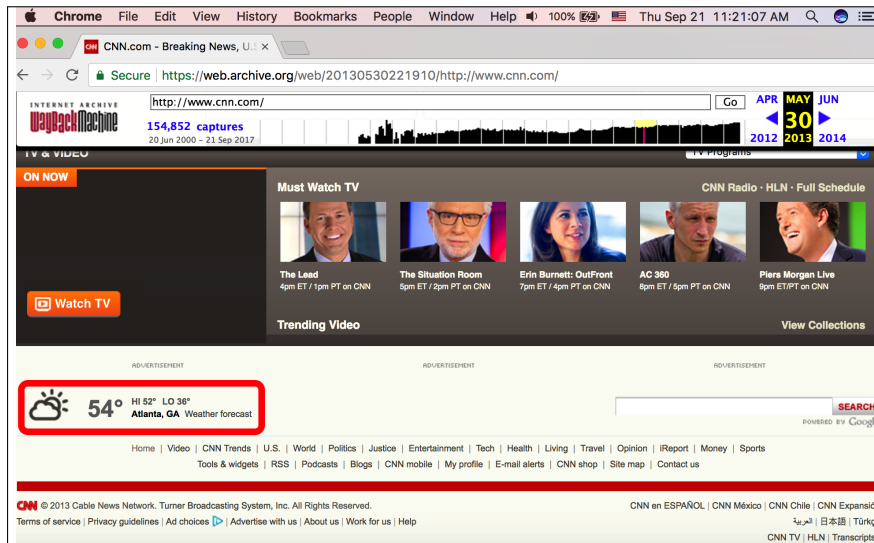 Chrome File Edit View History Bookmarks People Window Help 100% Thu Sep 21 11:21:07 AM
CNN CNN.com - Breaking News, U.S
Secure https://web.archive.org/web/20130530221910/http://www.cnn.com/
INTERNET ARCHIVE
WayBackMachine
http://www.cnn.com/ Go
APR MAY JUN
154,852 captures
30
20 Jun 2000 – 21 Sep 2017
2012 2013 2014
TV & VIDEO TV Programs
ON NOW
Must Watch TV CNN Radio · HLN · Full Schedule
The Lead The Situation Room Erin Burnett: OutFront AC 360 Piers Morgan Live
4pm ET / 1pm PT on CNN 5pm ET / 2pm PT on CNN 7pm ET / 4pm PT on CNN 8pm ET / 5pm PT on CNN 9pm ET/PT on CNN
Watch TV
Trending Video View Collections
ADVERTISEMENT ADVERTISEMENT ADVERTISEMENT
54° HI 52° LO 36°
Atlanta, GA Weather forecast
SEARCH
POWERED BY Googl
Home | Video | CNN Trends | U.S. | World | Politics | Justice | Entertainment | Tech | Health | Living | Travel | Opinion | iReport | Money | Sports
Tools & widgets | RSS | Podcasts | Blogs | CNN mobile | My profile | E-mail alerts | CNN shop | Site map | Contact us
CNN © 2013 Cable News Network. Turner Broadcasting System, Inc. All Rights Reserved. CNN en ESPAÑOL | CNN México | CNN Chile | CNN Expansió
Terms of service | Privacy guidelines | Ad choices | Advertise with us | About us | Work for us | Help العربية | 日本語 | Türkç
CNN TV | HLN | Transcripts